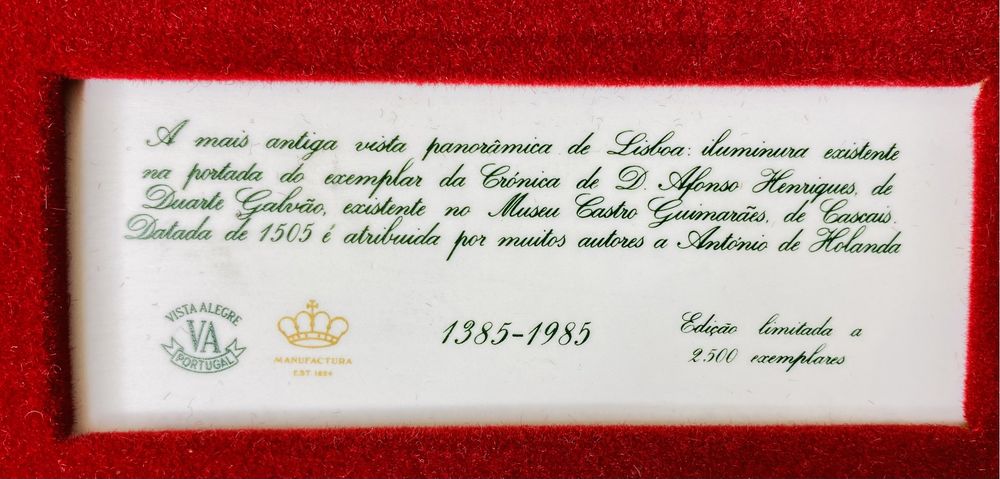 A mais antiga vista panorâmica de Lisboa: iluminura existente
na portada do exemplar da Crónica de D. Afonso Henriques, de
Duarte Galvão, existente no Museu Castro Guimarães, de Cascais.
Datada de 1505 é atribuida por muitos autores a António de Holanda
VISTA ALEGRE
VA
PORTUGAL
MANUFACTURA
EST 1824
1385-1985
Edição limitada a
2.500 exemplares